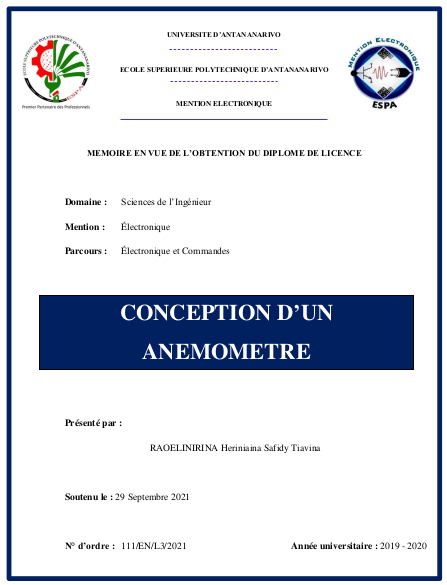 UNIVERSITE D'ANTANANARIVO
ECOLE SUPERIEURE POLYTECHNIQUE D'ANTANANARIVO
MENTION ELECTRONIQUE
ECOLE SUPERIEURE POLYTECHNIQUE D'ANTANANARIVO
ESPA
Premier Partenaire des Professionnels
MENTION ELECTRONIQUE
ESPA
MEMOIRE EN VUE DE L'OBTENTION DU DIPLOME DE LICENCE
Domaine : Sciences de l'Ingénieur
Mention : Électronique
Parcours : Électronique et Commandes
CONCEPTION D'UN
ANEMOMETRE
Présenté par :
RAOELINIRINA Heriniaina Safidy Tiavina
Soutenu le : 29 Septembre 2021
N° d'ordre : 111/EN/L3/2021 Année universitaire : 2019 - 2020